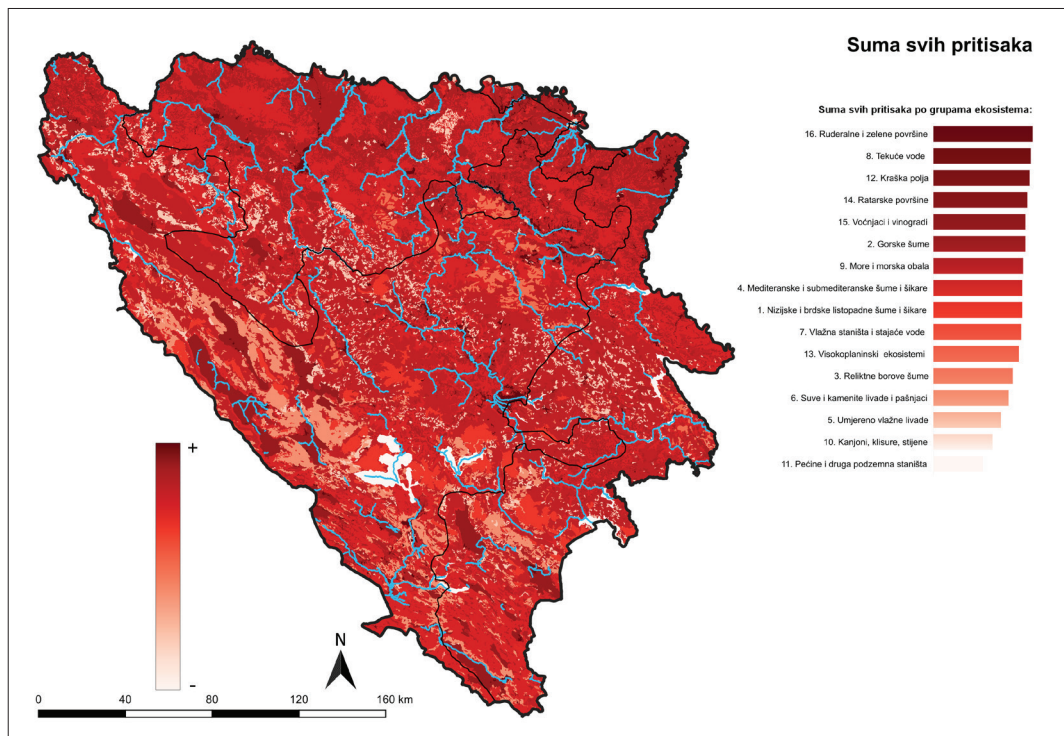 Suma svih pritisaka
Suma svih pritisaka po grupama ekosistema:
16. Ruderalne i zelene površine
8. Tekuće vode
12. Kraška polja
14. Ratarske površine
15. Voćnjaci i vinogradi
2. Gorske šume
9. More i morska obala
4. Mediteranske i submediteranske šume i šikare
1. Nizijske i brdske listopadne šume i šikare
7. Vlažna staništa i stajaće vode
13. Visokoplaninski ekosistemi
3. Reliktne borove šume
6. Suve i kamenite livade i pašnjaci
5. Umjereno vlažne livade
10. Kanjoni, klisure, stijene
11. Pećine i druga podzemna staništa
+
-
N
0 40 80 120 160 km